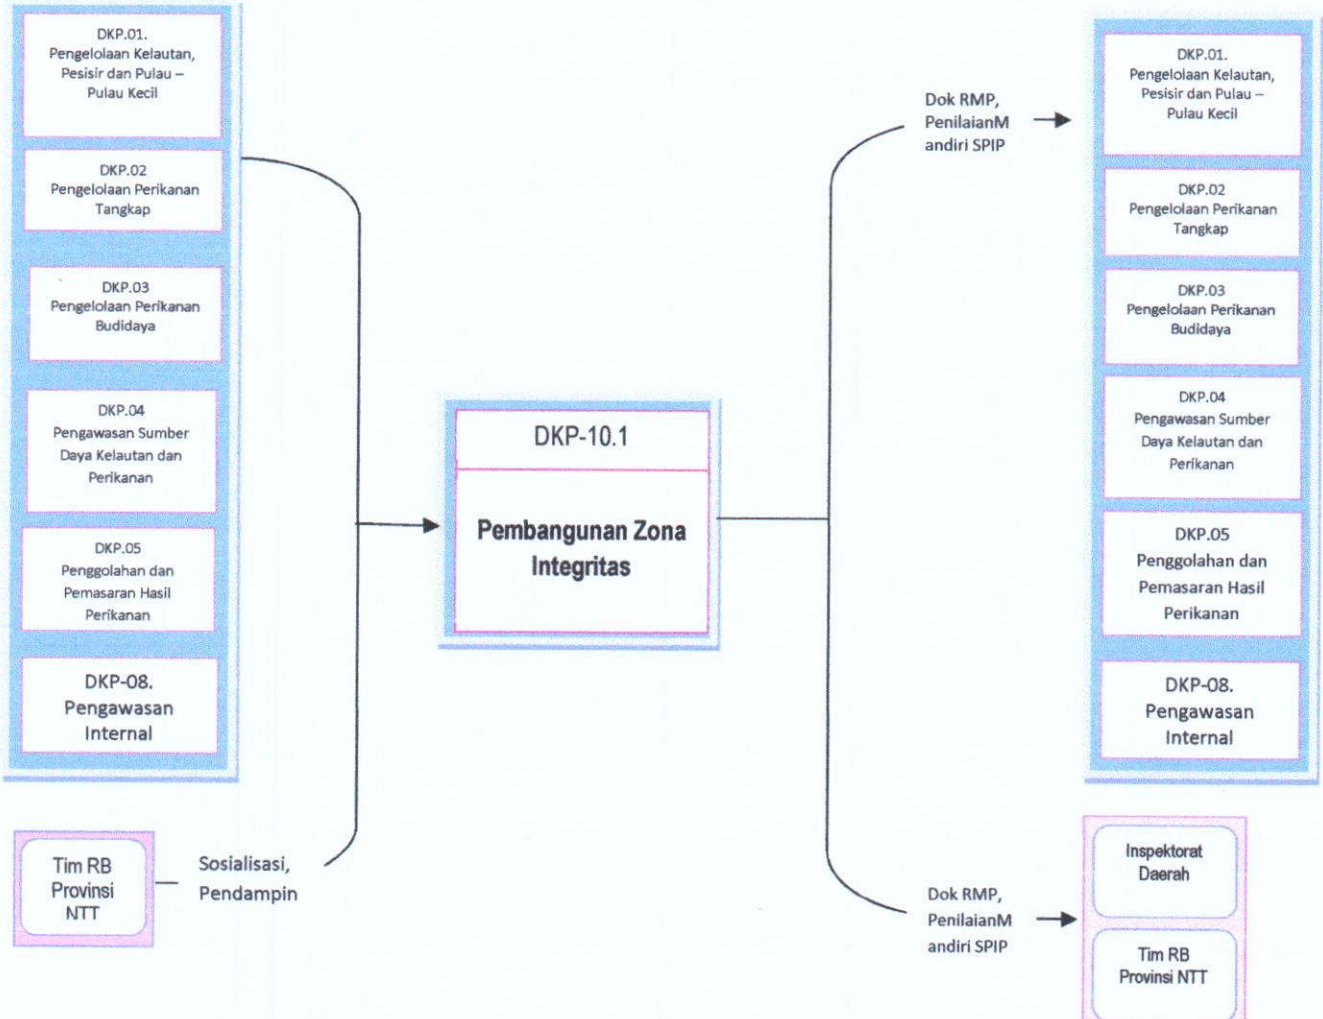 DKP.01.
Pengelolaan Kelautan,
Pesisir dan Pulau –
Pulau Kecil
DKP.02
Pengelolaan Perikanan
Tangkap
DKP.03
Pengelolaan Perikanan
Budidaya
DKP.04
Pengawasan Sumber
Daya Kelautan dan
Perikanan
DKP.05
Penggolahan dan
Pemasaran Hasil
Perikanan
DKP-08.
Pengawasan
Internal
Tim RB
Provinsi
NTT
Sosialisasi,
Pendampin
DKP-10.1
Pembangunan Zona
Integritas
Dok RMP,
PenilaianM
andiri SPIP
DKP.01.
Pengelolaan Kelautan,
Pesisir dan Pulau –
Pulau Kecil
DKP.02
Pengelolaan Perikanan
Tangkap
DKP.03
Pengelolaan Perikanan
Budidaya
DKP.04
Pengawasan Sumber
Daya Kelautan dan
Perikanan
DKP.05
Penggolahan dan
Pemasaran Hasil
Perikanan
DKP-08.
Pengawasan
Internal
Dok RMP,
PenilaianM
andiri SPIP
Inspektorat
Daerah
Tim RB
Provinsi NTT